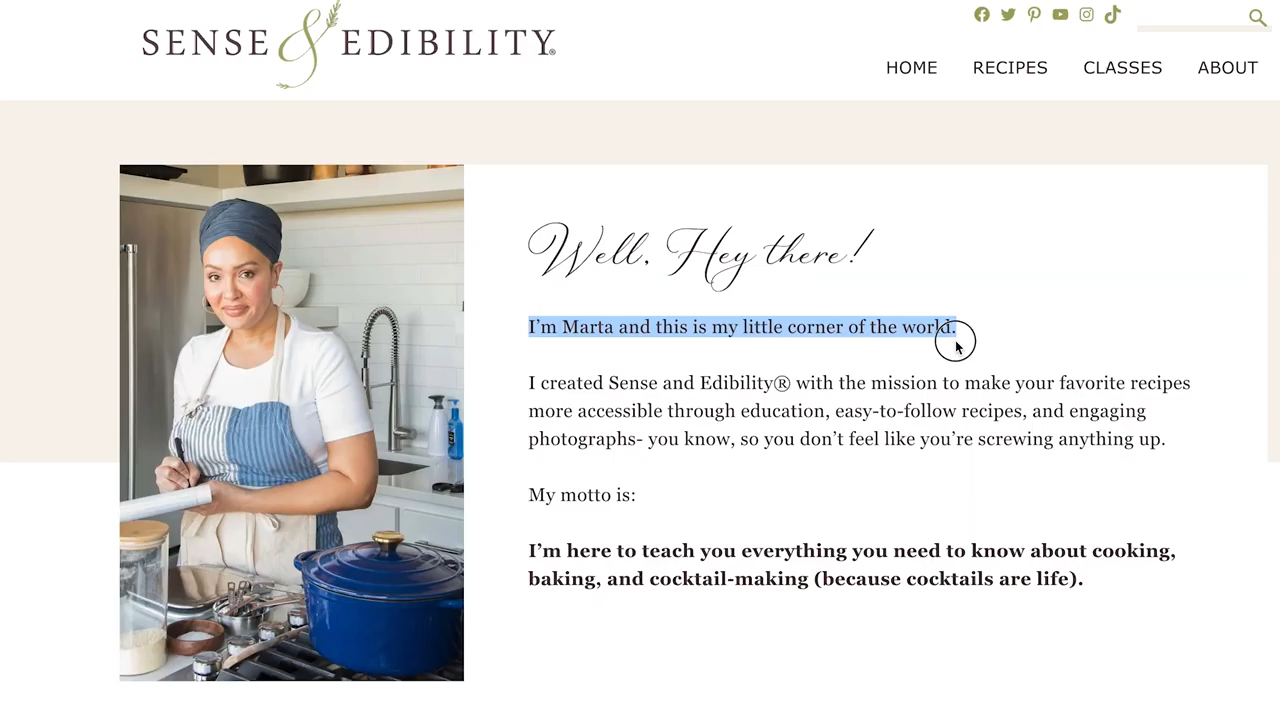 SENSE & EDIBILITY®
HOME RECIPES CLASSES ABOUT
Well, Hey there!
I’m Marta and this is my little corner of the world.
I created Sense and Edibility® with the mission to make your favorite recipes
more accessible through education, easy-to-follow recipes, and engaging
photographs- you know, so you don’t feel like you’re screwing anything up.
My motto is:
I’m here to teach you everything you need to know about cooking,
baking, and cocktail-making (because cocktails are life).